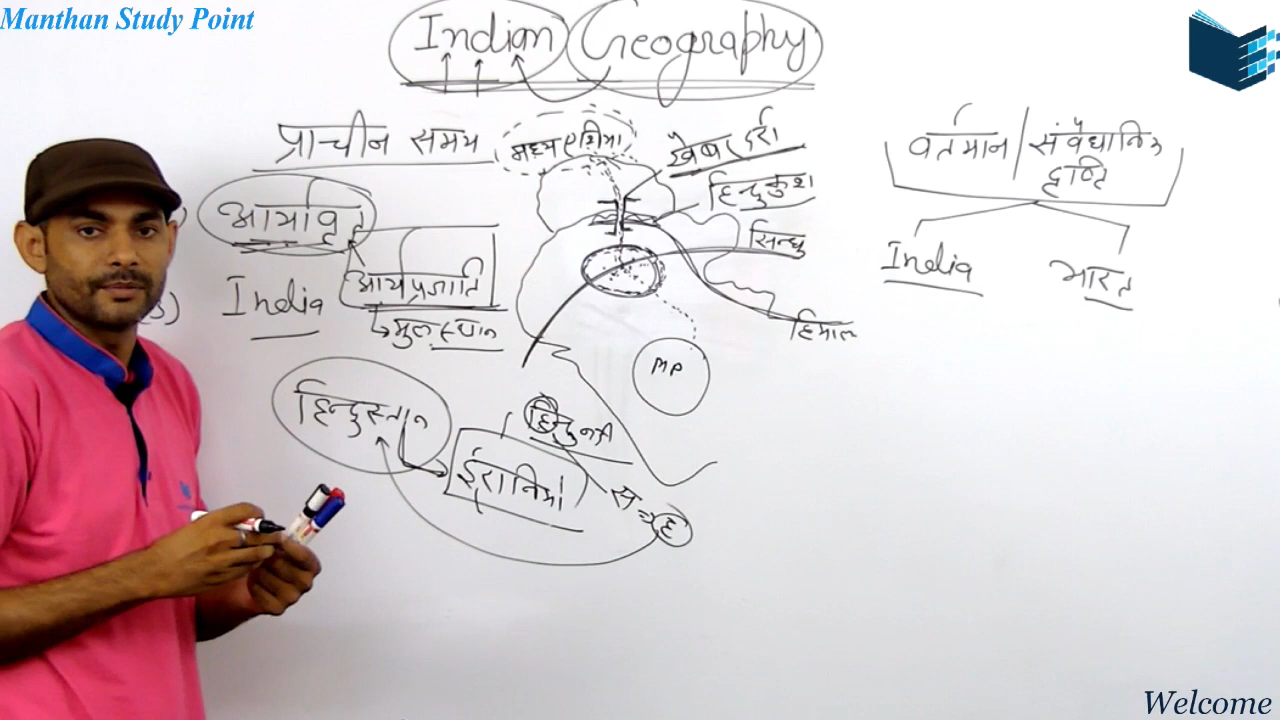 Manthan Study Point
Indian Geography
प्राचीन समय
मध्य एशिया
खैबर दर्रा
हिन्दुकुश
सिन्धु
हिमाल
आर्यावृत
आर्यप्रजाति
मुल स्थान
India
MP
हिन्दुस्तान
हिन्दु नदी
ईरानियों
स ⇒ ह
वर्तमान / संवैधानिक
दृष्टि
India
भारत
Welcome